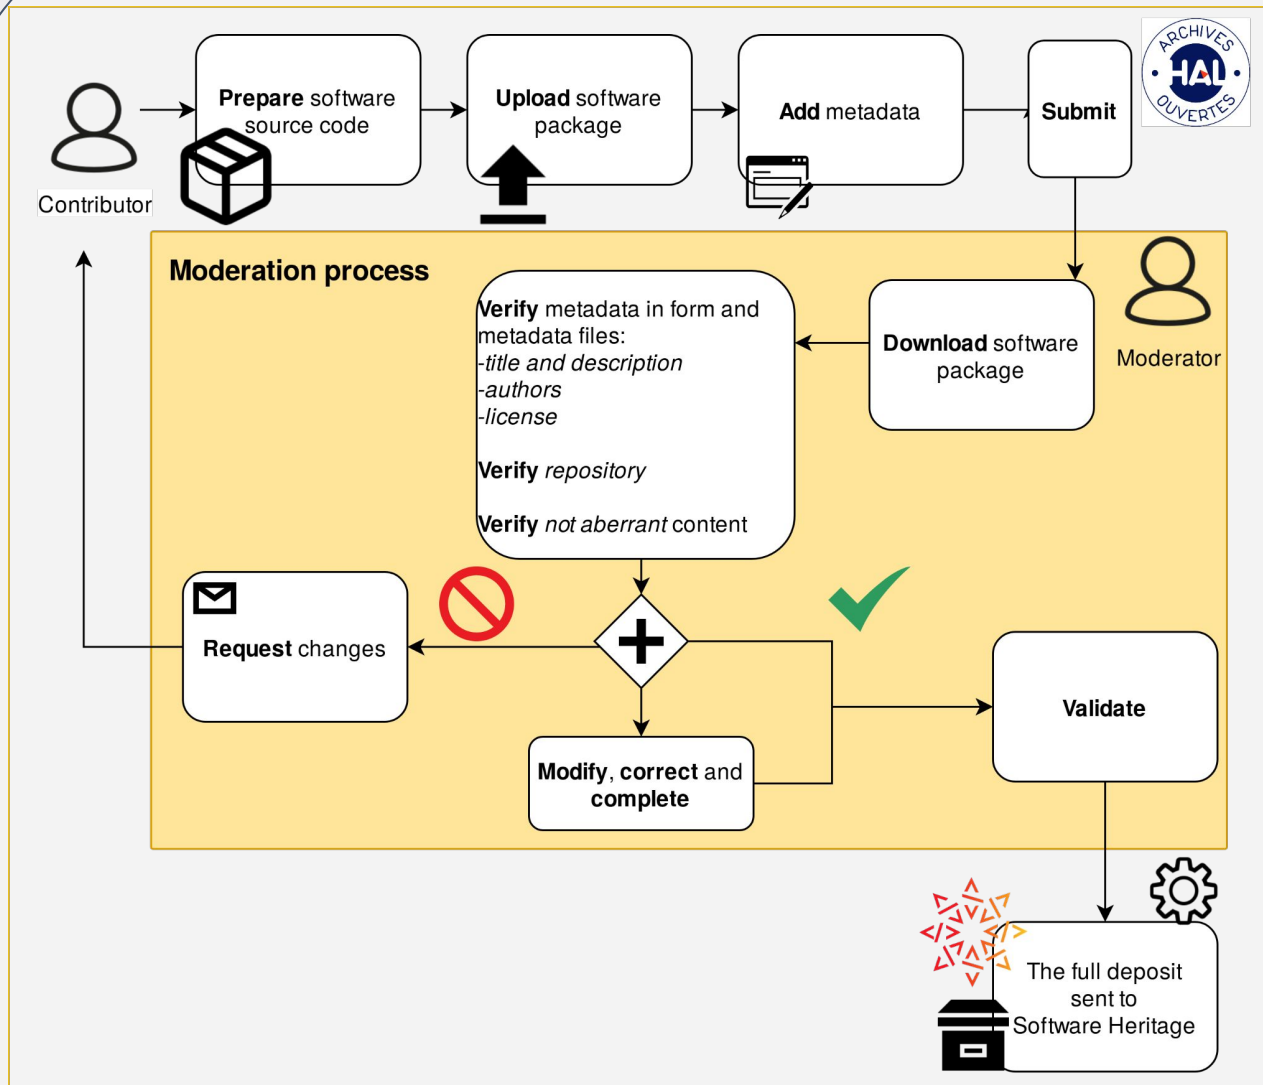 Contributor
Prepare software
source code
Upload software
package
Add metadata
Submit
ARCHIVES
HAL
OUVERTES
Moderation process
Moderator
Download software
package
Verify metadata in form and
metadata files:
-title and description
-authors
-license
Verify repository
Verify not aberrant content
Request changes
Modify, correct and
complete
Validate
The full deposit
sent to
Software Heritage